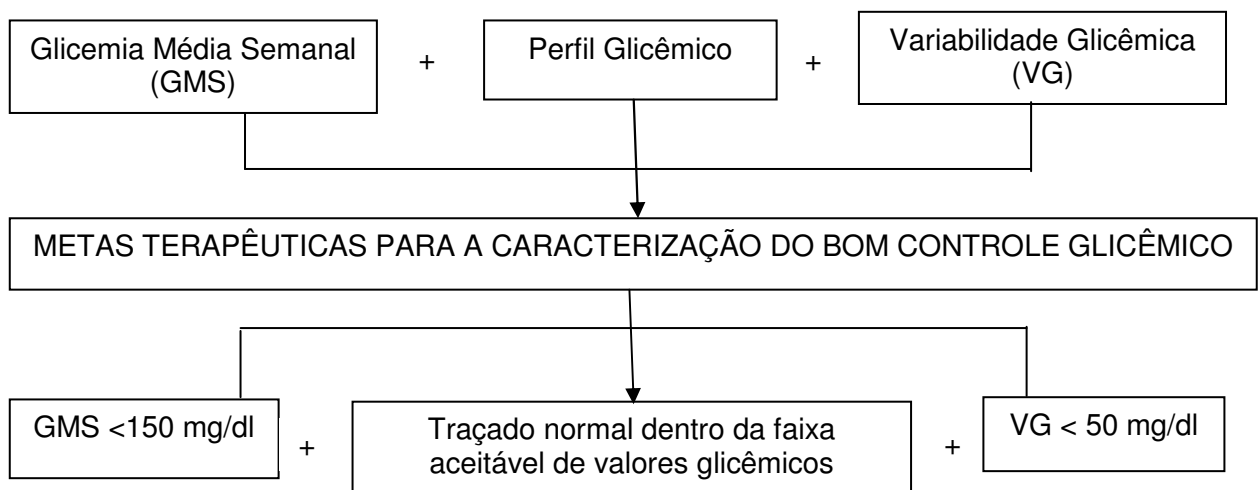 Glicemia Média Semanal
(GMS)
+
Perfil Glicêmico
+
Variabilidade Glicêmica
(VG)
METAS TERAPÊUTICAS PARA A CARACTERIZAÇÃO DO BOM CONTROLE GLICÊMICO
GMS <150 mg/dl
+
Traçado normal dentro da faixa
aceitável de valores glicêmicos
+
VG < 50 mg/dl